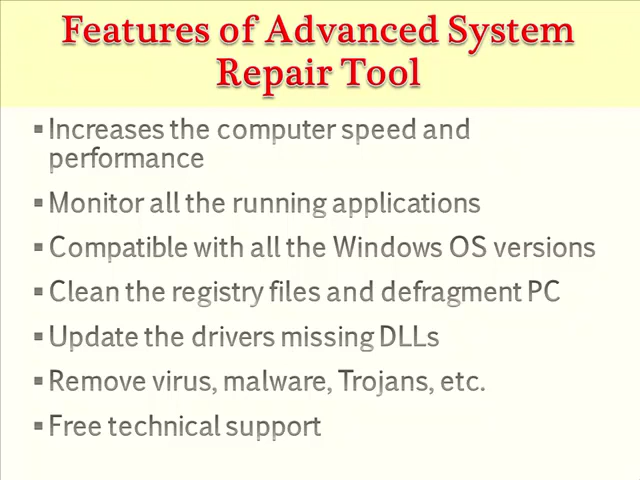 Features of Advanced System
Repair Tool
▪Increases the computer speed and
performance
▪Monitor all the running applications
▪Compatible with all the Windows OS versions
▪Clean the registry files and defragment PC
▪Update the drivers missing DLLs
▪Remove virus, malware, Trojans, etc.
▪Free technical support